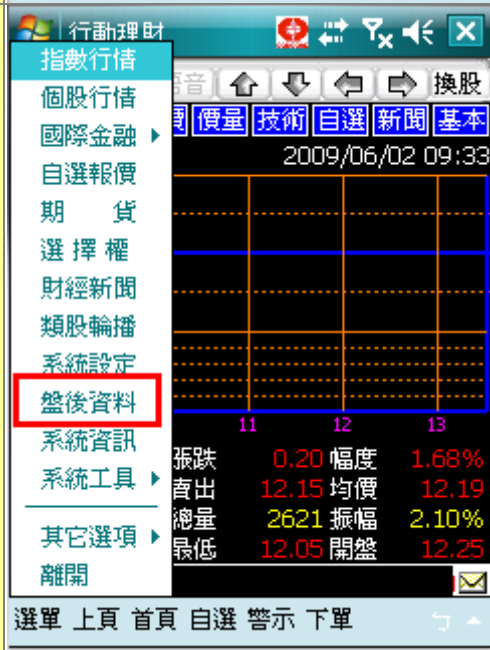 行動理財
指數行情
個股行情
國際金融
自選報價
期 貨
選 擇 權
財經新聞
類股輪播
系統設定
盤後資料
系統資訊
系統工具
其它選項
離開
音 換股
價量 技術 自選 新聞 基本
2009/06/02 09:33
11 12 13
張跌 0.20 幅度 1.68%
賣出 12.15 均價 12.19
總量 2621 振幅 2.10%
最低 12.05 開盤 12.25
選單 上頁 首頁 自選 警示 下單